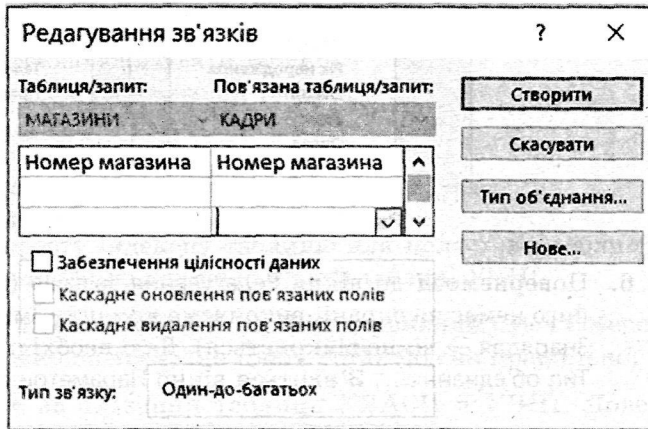 Редагування зв'язків ? ×
Таблиця/запит: Пов'язана таблиця/запит:
МАГАЗИНИ КАДРИ
Номер магазина Номер магазина
Забезпечення цілісності даних
Каскадне оновлення пов'язаних полів
Каскадне видалення пов'язаних полів
Тип зв'язку: Один-до-багатьох
Створити
Скасувати
Тип об'єднання...
Нове...